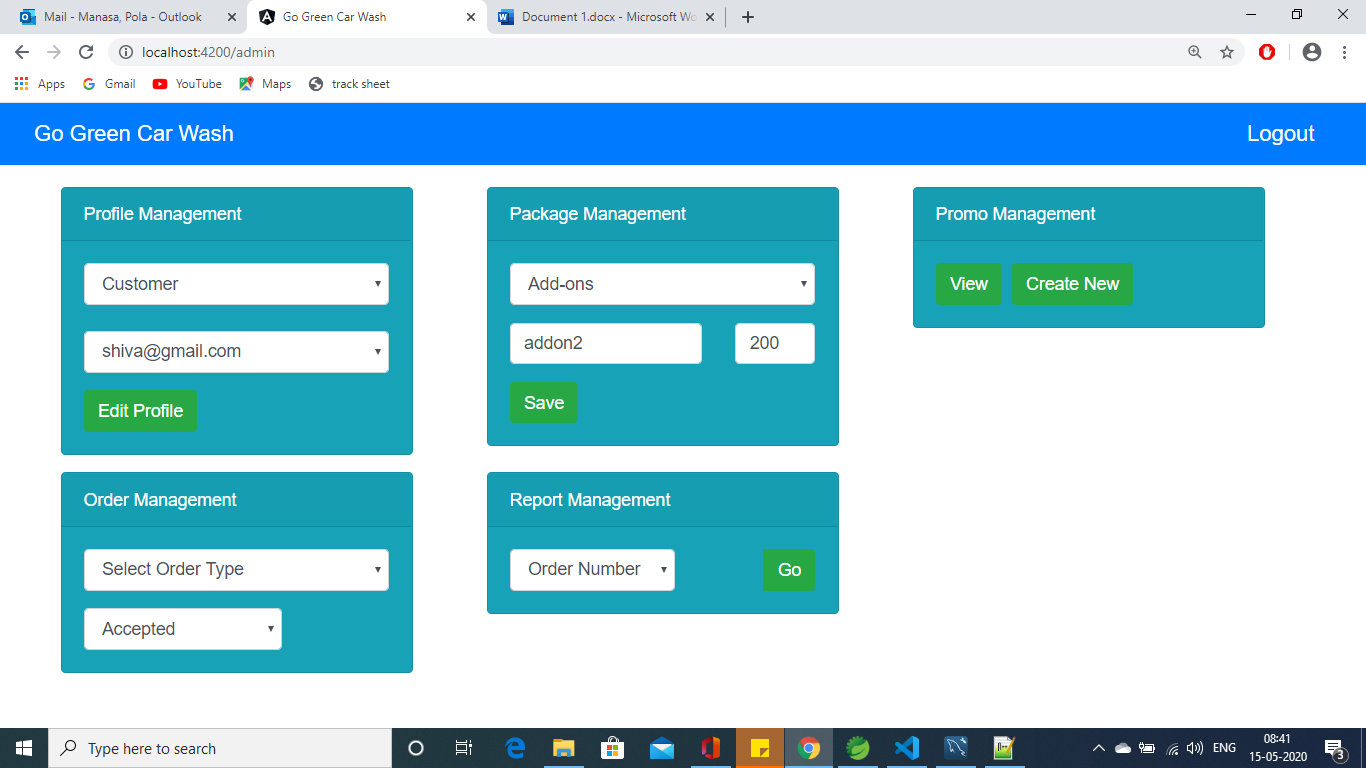 Mail - Manasa, Pola - Outlook
Go Green Car Wash
Document 1.docx - Microsoft Wo
localhost:4200/admin
Apps
Gmail
YouTube
Maps
track sheet
Go Green Car Wash
Logout
Profile Management
Customer
shiva@gmail.com
Edit Profile
Package Management
Add-ons
addon2
200
Save
Promo Management
View
Create New
Order Management
Select Order Type
Accepted
Report Management
Order Number
Go
Type here to search
ENG
08:41
15-05-2020
3